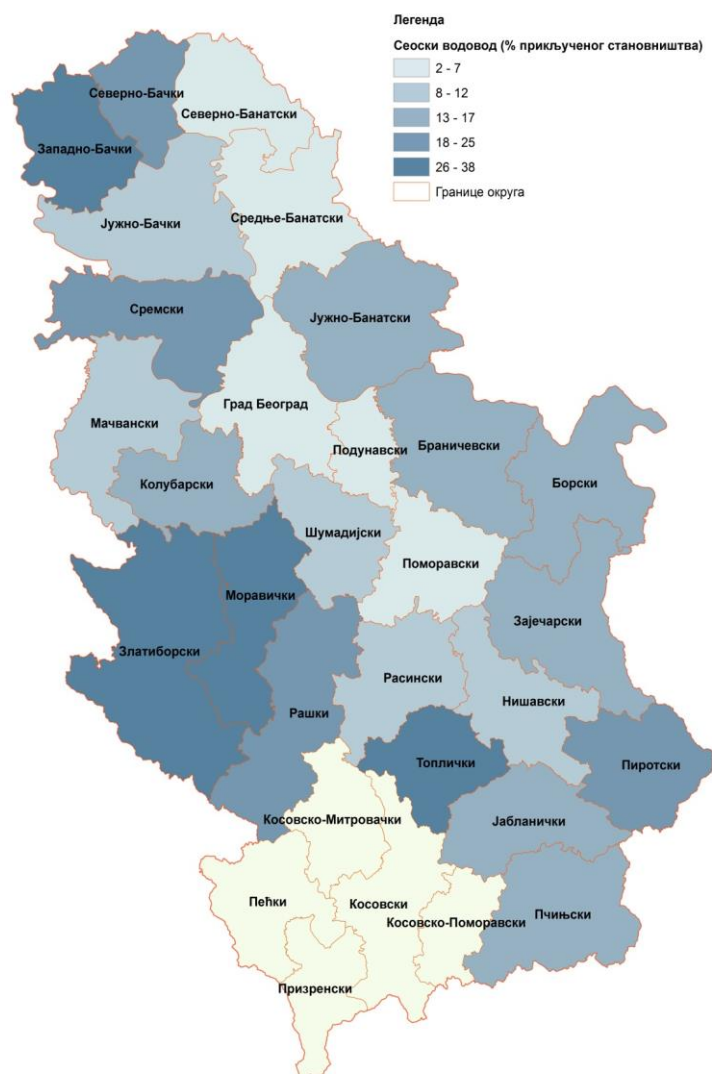 Легенда
Сеоски водовод (% прикљученог становништва)
2 - 7
8 - 12
13 - 17
18 - 25
26 - 38
Границе округа
Северно-Бачки
Северно-Банатски
Западно-Бачки
Јужно-Бачки
Средње-Банатски
Сремски
Јужно-Банатски
Град Београд
Мачвански
Подунавски
Браничевски
Колубарски
Борски
Шумадијски
Поморавски
Моравички
Зајечарски
Златиборски
Расински
Нишавски
Рашки
Топлички
Пиротски
Косовско-Митровачки
Јабланички
Пећки
Косовски
Косовско-Поморавски
Пчињски
Призренски